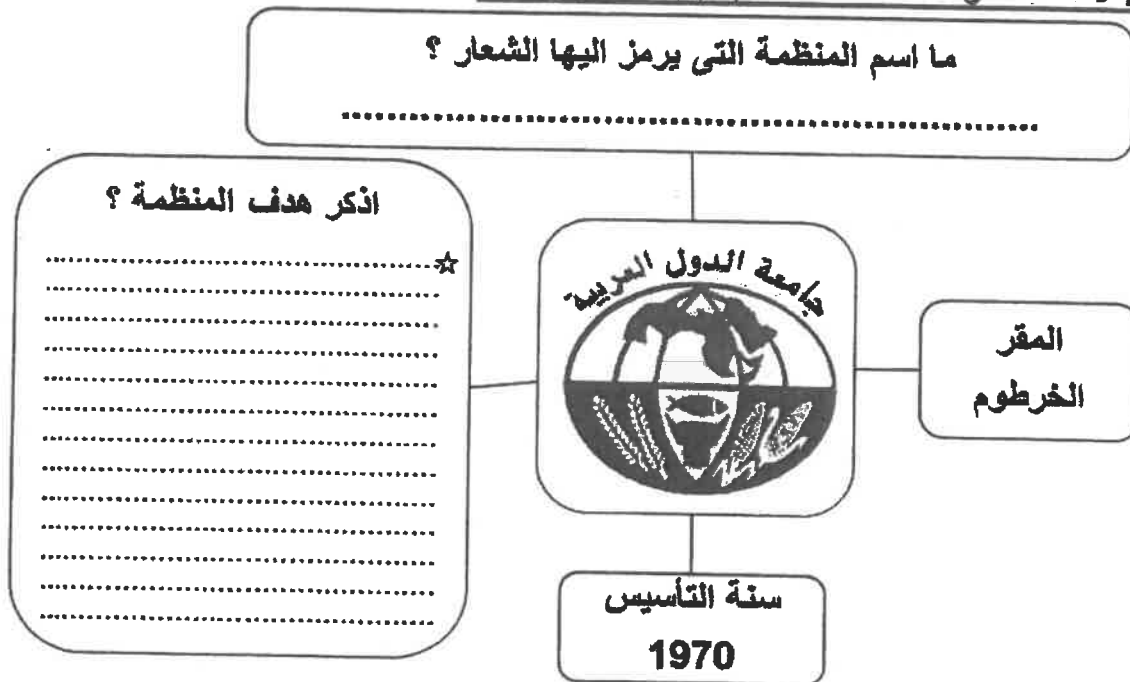 ما اسم المنظمة التى يرمز اليها الشعار ؟
اذكر هدف المنظمة ؟
جامعة الدول العربية
المقر
الخرطوم
سنة التأسيس
1970